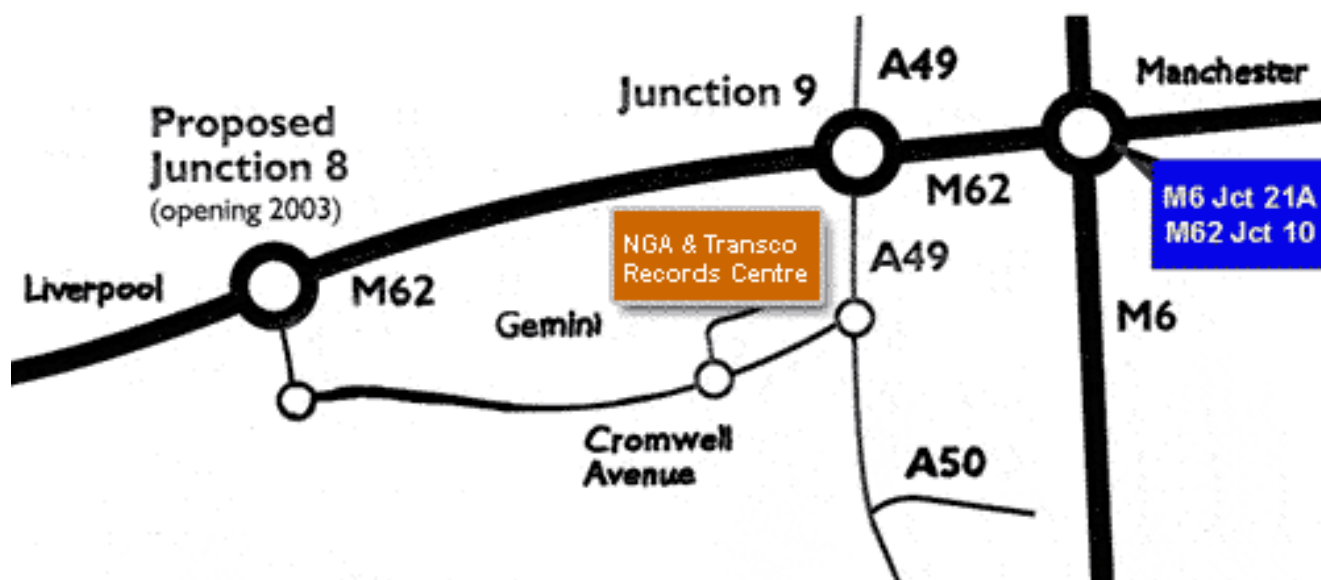 A49
Manchester
Junction 9
Proposed
Junction 8
(opening 2003)
M62
M6 Jct 21A
M62 Jct 10
NGA & Transco
Records Centre
A49
Liverpool
M62
Gemini
M6
Cromwell
Avenue
A50